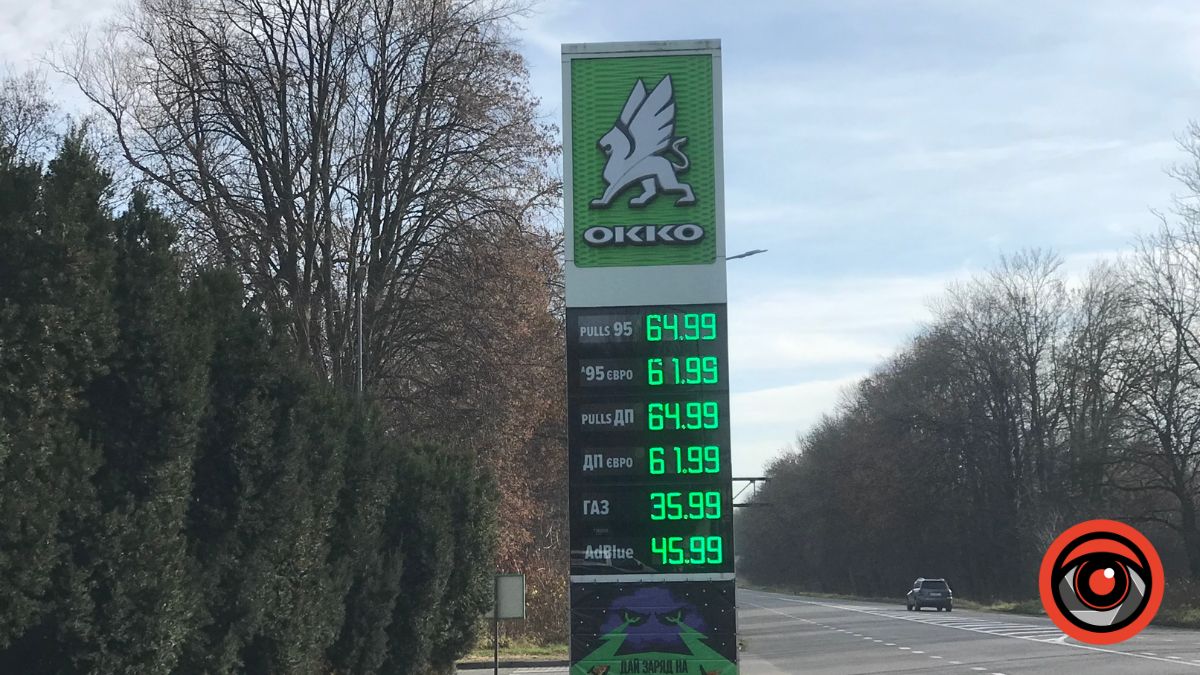 OKKO
PULLS 95 64.99
А95 ЄВРО 61.99
PULLS ДП 64.99
ДП ЄВРО 61.99
ГАЗ 35.99
AdBlue 45.99
ДАЙ ЗАРЯД НА